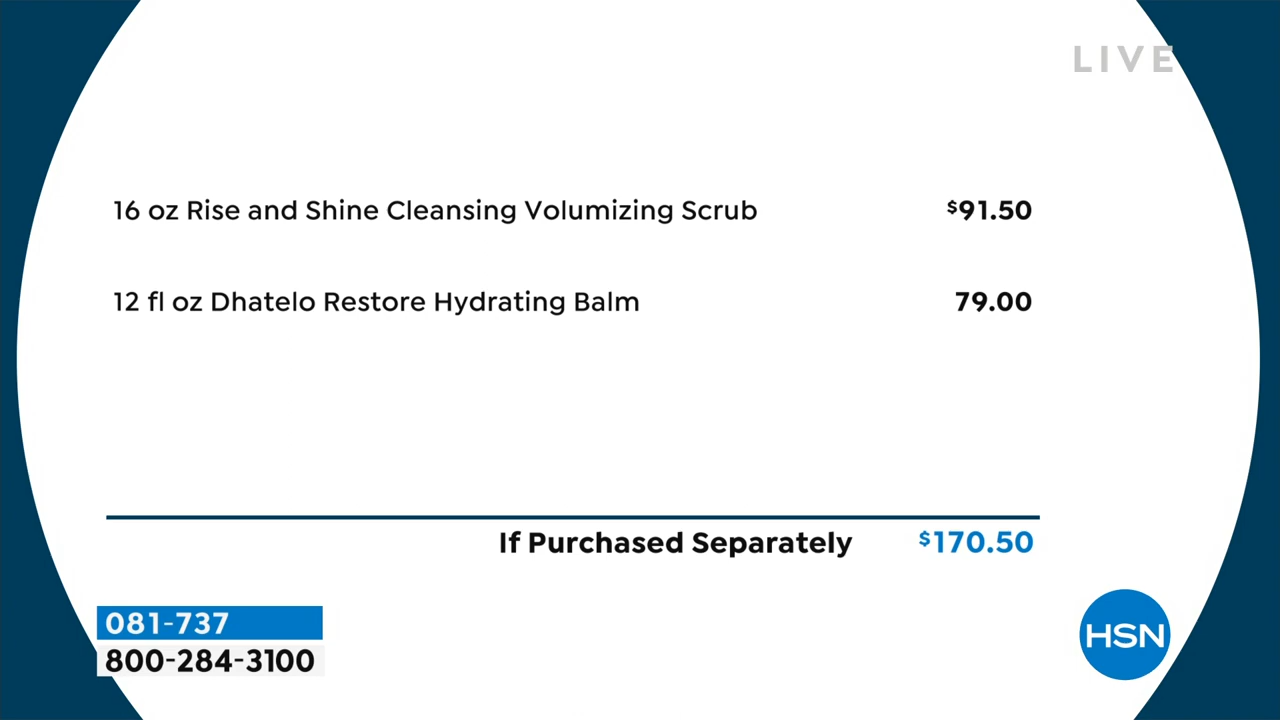 LIVE
16 oz Rise and Shine Cleansing Volumizing Scrub $91.50
12 fl oz Dhatelo Restore Hydrating Balm 79.00
If Purchased Separately $170.50
081-737
800-284-3100
HSN